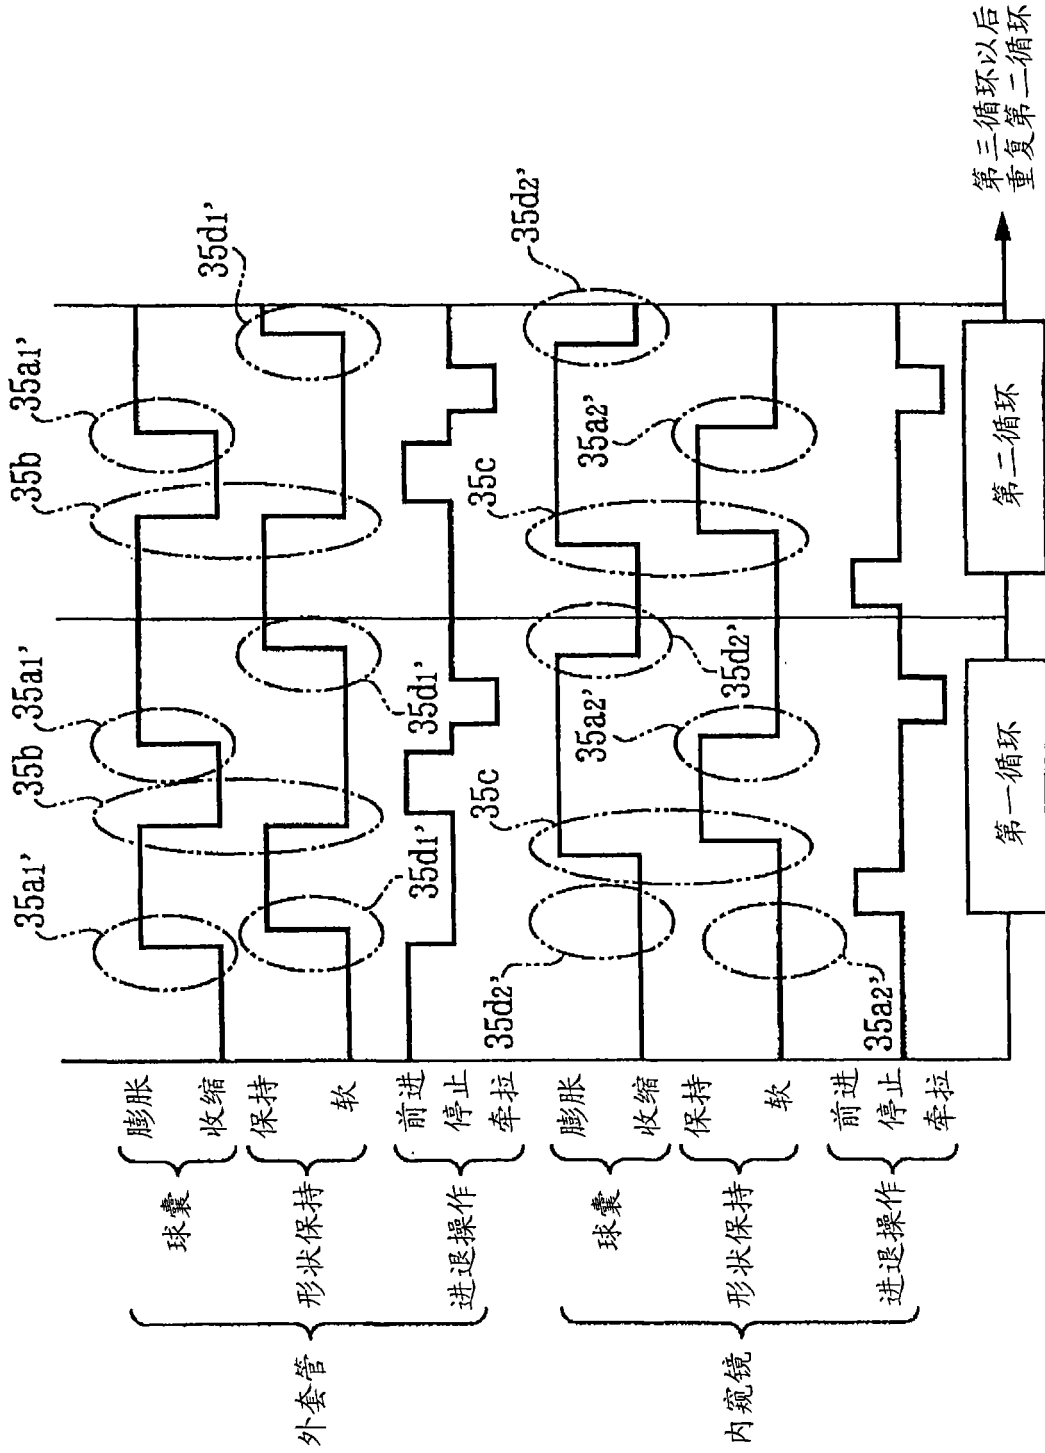 外套管
球囊
膨胀
收缩
形状保持
保持
软
进退操作
前进
停止
牵拉
内窥镜
球囊
膨胀
收缩
形状保持
保持
软
进退操作
前进
停止
牵拉
35a1'
35b
35a1'
35b
35a1'
35d1'
35d1'
35d1'
35d2'
35c
35d2'
35c
35d2'
35a2'
35a2'
35a2'
第一循环
第二循环
第三循环以后
重复第二循环